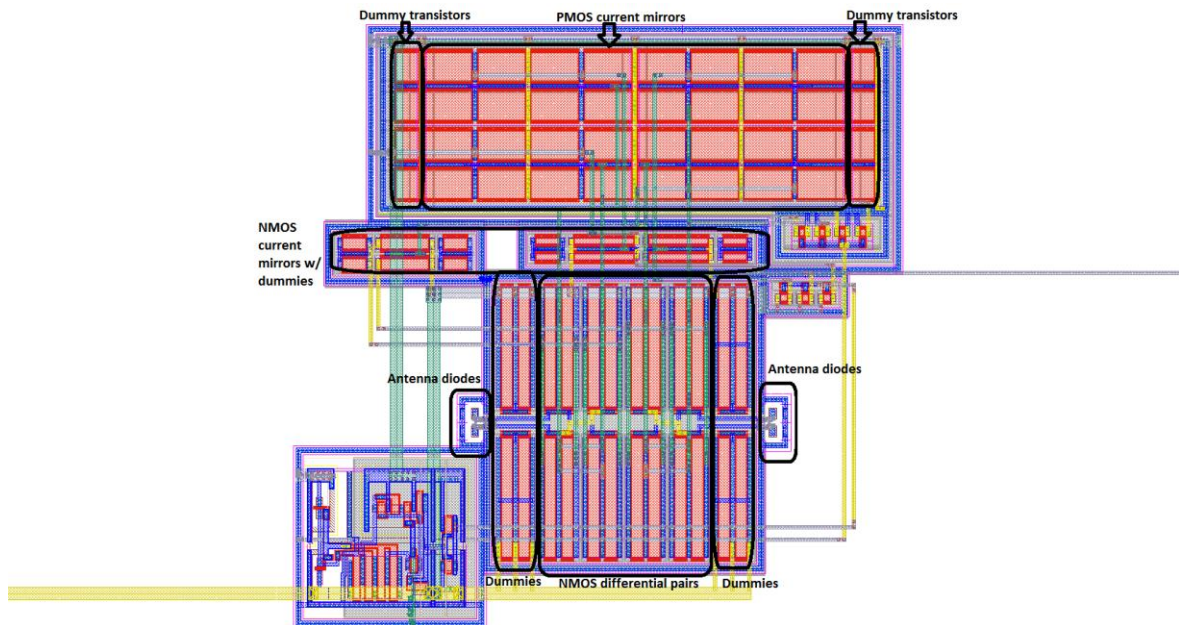 Dummy transistors
PMOS current mirrors
Dummy transistors
NMOS
current
mirrors w/
dummies
Antenna diodes
Antenna diodes
Dummies
NMOS differential pairs
Dummies